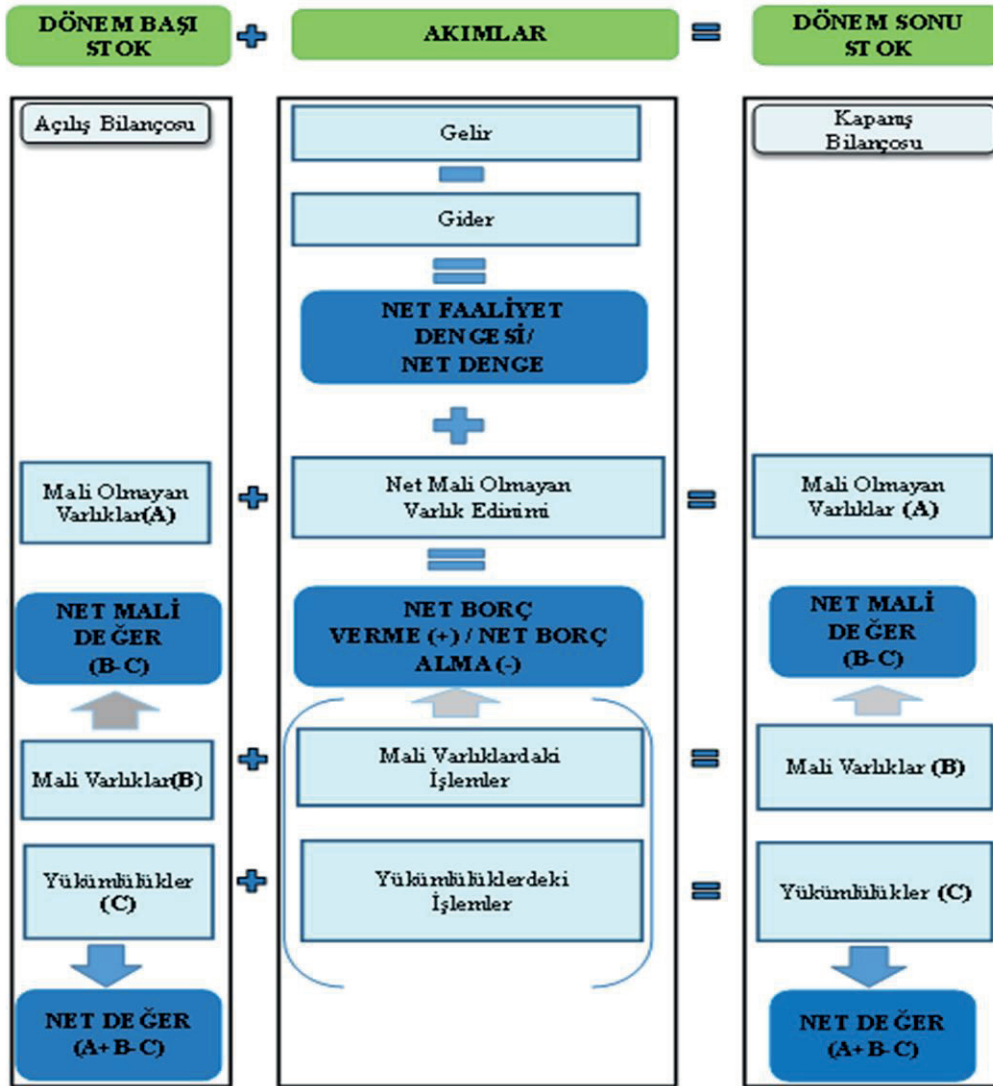 DÖNEM BAŞI
STOK
+
AKIMLAR
=
DÖNEM SONU
STOK
Açılış Bilançosu
Gelir
-
Gider
=
NET FAALİYET
DENGESİ/
NET DENGE
+
Kapanış
Bilançosu
Mali Olmayan
Varlıklar(A)
+
Net Mali Olmayan
Varlık Edinimi
=
Mali Olmayan
Varlıklar (A)
=
NET MALİ
DEĞER
(B-C)
NET BORÇ
VERME (+) / NET BORÇ
ALMA (-)
NET MALİ
DEĞER
(B-C)
Mali Varlıklar(B)
+
Mali Varlıklardaki
İşlemler
=
Mali Varlıklar (B)
Yükümlülükler
(C)
+
Yükümlülüklerdeki
İşlemler
=
Yükümlülükler (C)
NET DEĞER
(A+B-C)
NET DEĞER
(A+B-C)